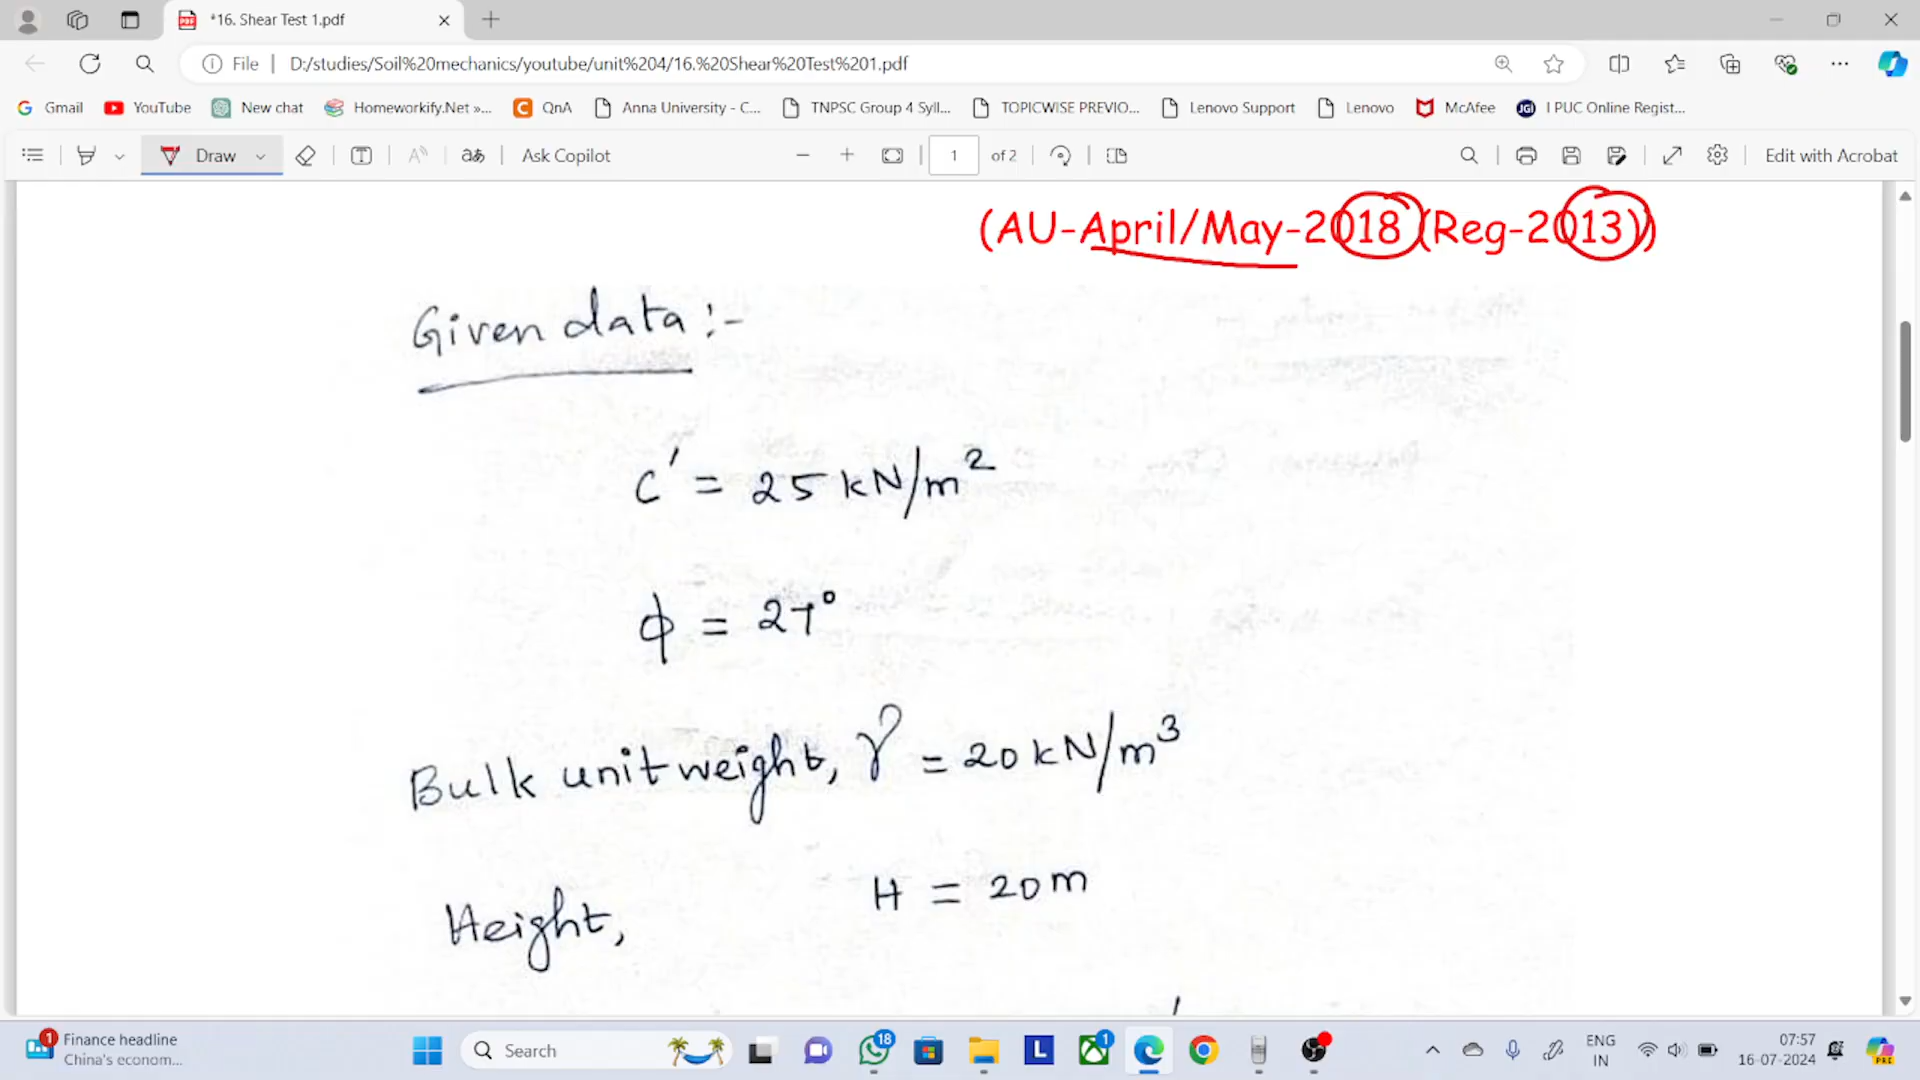 *16. Shear Test 1.pdf
File | D:/studies/Soil%20mechanics/youtube/unit%204/16.%20Shear%20Test%201.pdf
Gmail YouTube New chat Homeworkify.Net »... QnA Anna University - C... TNPSC Group 4 Syll... TOPICWISE PREVIO... Lenovo Support Lenovo McAfee I PUC Online Regist...
Draw Ask Copilot 1 of 2 Edit with Acrobat
(AU-April/May-2018 (Reg-2013))
Given data :-
C' = 25 kN/m²
ϕ = 27°
Bulk unit weight, γ = 20 kN/m³
Height, H = 20m
Finance headline
China's econom...
Search
18
1
ENG
IN
07:57
16-07-2024